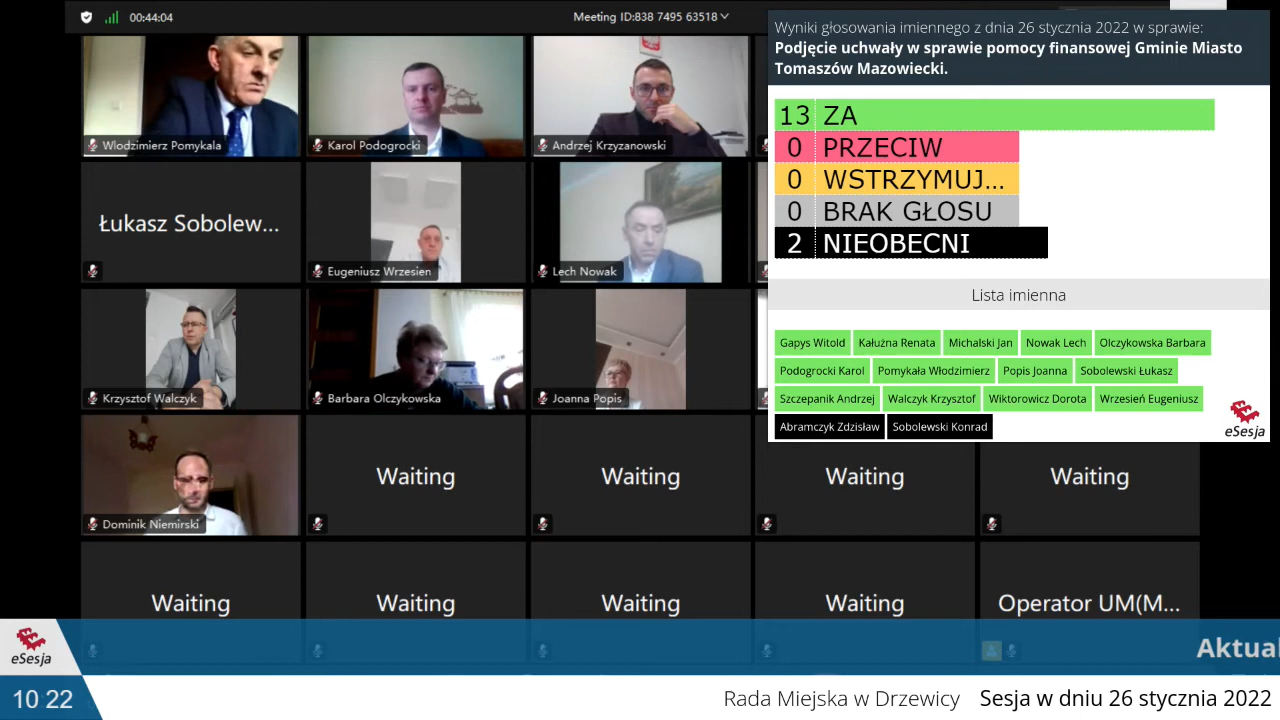 00:44:04
Meeting ID:838 7495 63518
Wyniki głosowania imiennego z dnia 26 stycznia 2022 w sprawie:
Podjęcie uchwały w sprawie pomocy finansowej Gminie Miasto
Tomaszów Mazowiecki.
13 ZA
0 PRZECIW
0 WSTRZYMUJ...
0 BRAK GŁOSU
2 NIEOBECNI
Lista imienna
Gapys Witold Kałużna Renata Michalski Jan Nowak Lech Olczykowska Barbara
Podogrocki Karol Pomykała Włodzimierz Popis Joanna Sobolewski Łukasz
Szczepanik Andrzej Walczyk Krzysztof Wiktorowicz Dorota Wrzesień Eugeniusz
Abramczyk Zdzisław Sobolewski Konrad
eSesja
Wlodzimierz Pomykala Karol Podogrocki Andrzej Krzyzanowski
Łukasz Sobolew...
Eugeniusz Wrzesien Lech Nowak
Krzysztof Walczyk Barbara Olczykowska Joanna Popis
Waiting Waiting Waiting Waiting
Dominik Niemirski
Waiting Waiting Waiting Waiting Operator UM(M...
eSesja
Aktual
10 22
Rada Miejska w Drzewicy Sesja w dniu 26 stycznia 2022